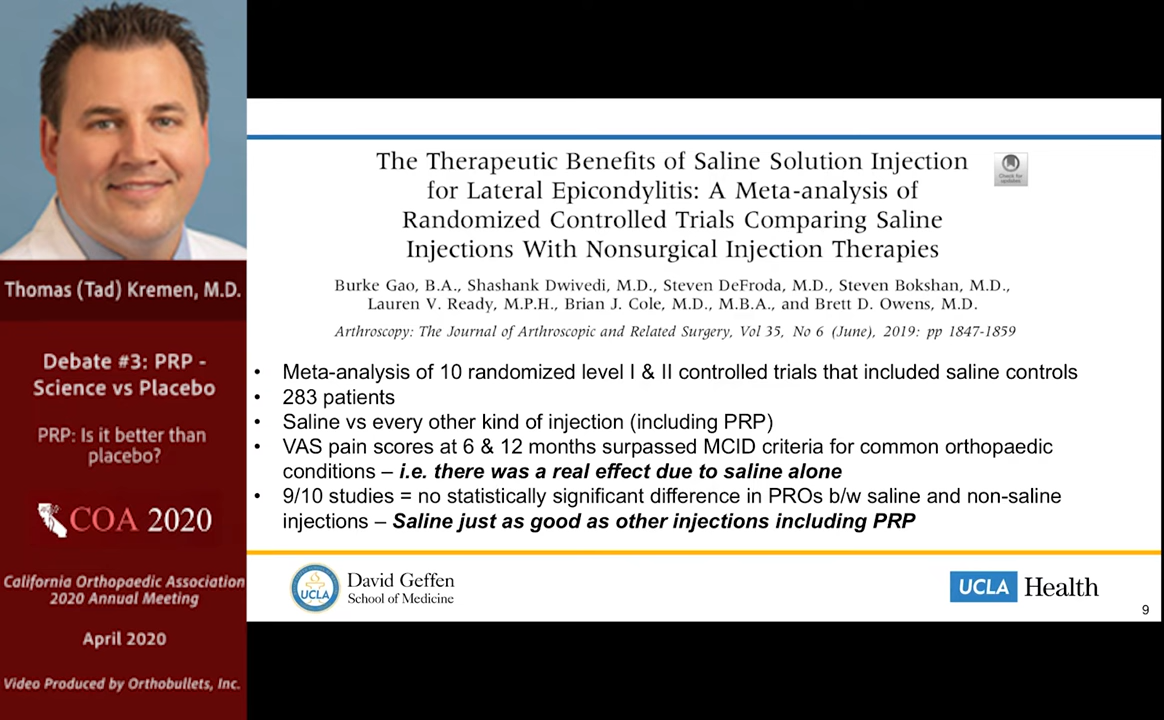 Thomas (Tad) Kremen, M.D.
Debate #3: PRP -
Science vs Placebo
PRP: Is it better than
placebo?
COA 2020
California Orthopaedic Association
2020 Annual Meeting
April 2020
Video Produced by Orthobullets, Inc.
The Therapeutic Benefits of Saline Solution Injection
for Lateral Epicondylitis: A Meta-analysis of
Randomized Controlled Trials Comparing Saline
Injections With Nonsurgical Injection Therapies
Check for
updates
Burke Gao, B.A., Shashank Dwivedi, M.D., Steven DeFroda, M.D., Steven Bokshan, M.D.,
Lauren V. Ready, M.P.H., Brian J. Cole, M.D., M.B.A., and Brett D. Owens, M.D.
Arthroscopy: The Journal of Arthroscopic and Related Surgery, Vol 35, No 6 (June), 2019: pp 1847-1859
• Meta-analysis of 10 randomized level I & II controlled trials that included saline controls
• 283 patients
• Saline vs every other kind of injection (including PRP)
• VAS pain scores at 6 & 12 months surpassed MCID criteria for common orthopaedic
conditions – i.e. there was a real effect due to saline alone
• 9/10 studies = no statistically significant difference in PROs b/w saline and non-saline
injections – Saline just as good as other injections including PRP
UCLA
David Geffen
School of Medicine
UCLA Health
9